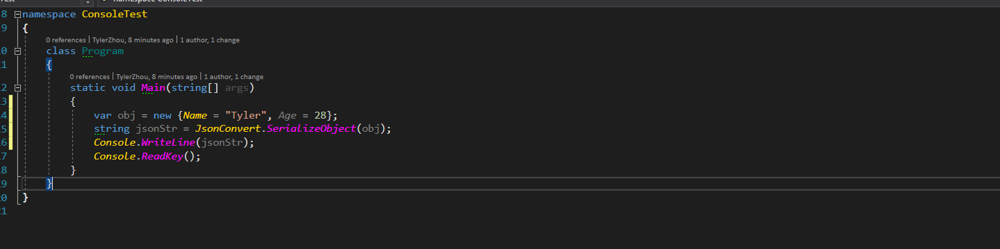 namespace ConsoleTest
8 namespace ConsoleTest
9 {
0 references | TylerZhou, 8 minutes ago | 1 author, 1 change
0 class Program
1 {
0 references | TylerZhou, 8 minutes ago | 1 author, 1 change
2 static void Main(string[] args)
3 {
4 var obj = new {Name = "Tyler", Age = 28};
5 string jsonStr = JsonConvert.SerializeObject(obj);
6 Console.WriteLine(jsonStr);
7 Console.ReadKey();
8 }
9 }
0 }
1